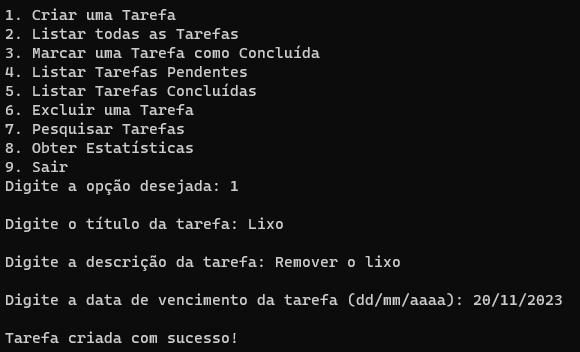 1. Criar uma Tarefa
2. Listar todas as Tarefas
3. Marcar uma Tarefa como Concluída
4. Listar Tarefas Pendentes
5. Listar Tarefas Concluídas
6. Excluir uma Tarefa
7. Pesquisar Tarefas
8. Obter Estatísticas
9. Sair
Digite a opção desejada: 1
Digite o título da tarefa: Lixo
Digite a descrição da tarefa: Remover o lixo
Digite a data de vencimento da tarefa (dd/mm/aaaa): 20/11/2023
Tarefa criada com sucesso!